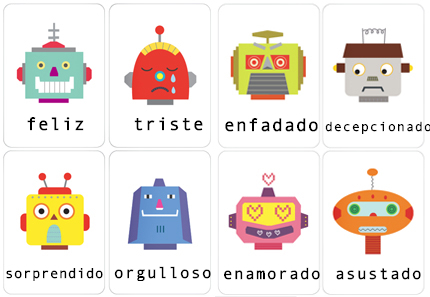 feliz
triste
enfadado
decepcionado
sorprendido
orgulloso
enamorado
asustado